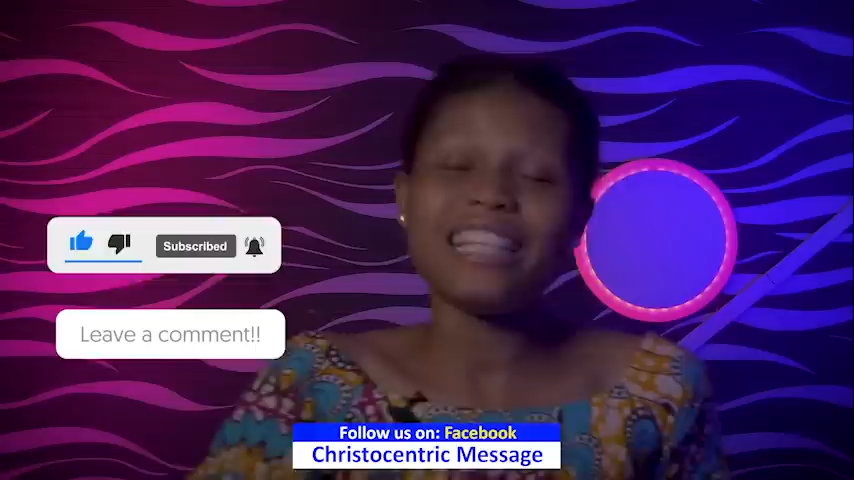 Subscribed
Leave a comment!!
Follow us on: Facebook
Christocentric Message